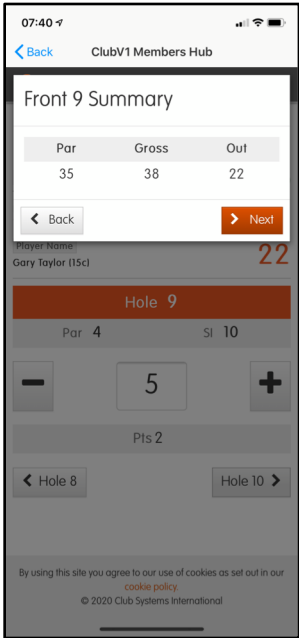 07:40
Back ClubV1 Members Hub
Front 9 Summary
Par Gross Out
35 38 22
Back Next
Player Name
Gary Taylor (15c) 22
Hole 9
Par 4 SI 10
5
Pts 2
Hole 8 Hole 10
By using this site you agree to our use of cookies as set out in our
cookie policy.
© 2020 Club Systems International